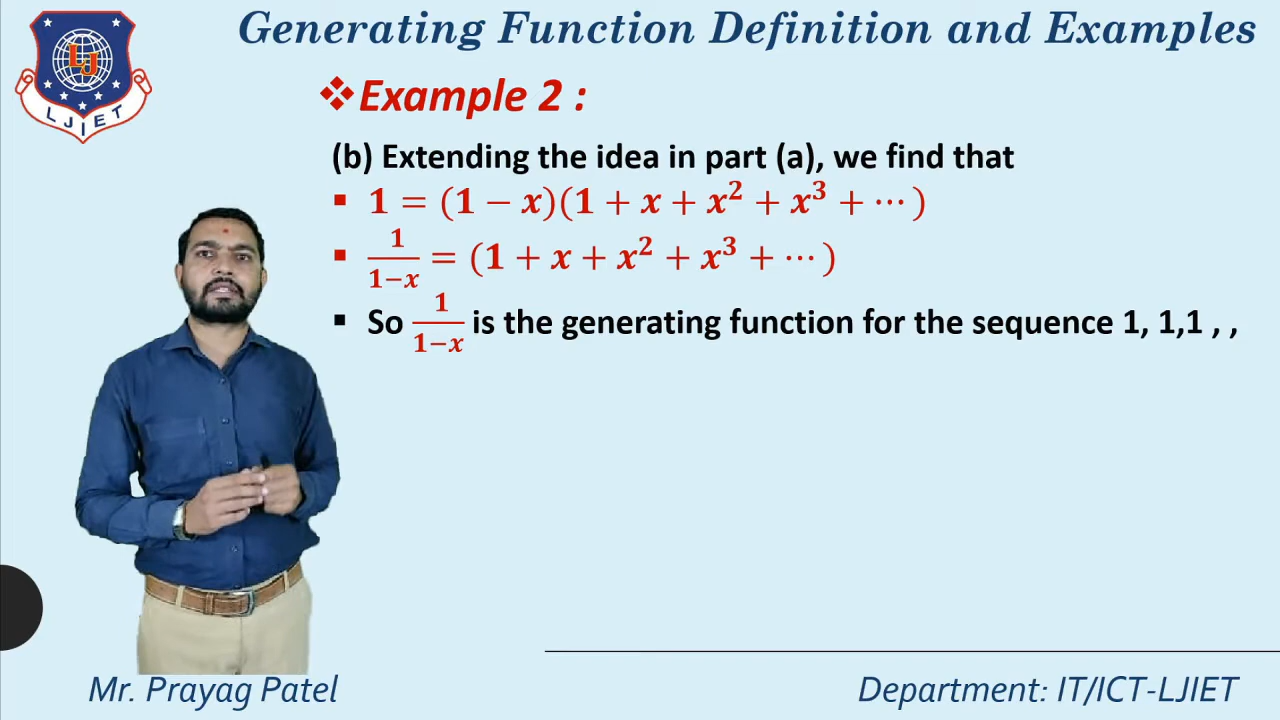 Generating Function Definition and Examples
LJ
LJIET
❖Example 2 :
(b) Extending the idea in part (a), we find that
▪ 1 = (1 − x)(1 + x + x² + x³ + ⋯ )
▪ 1/(1−x) = (1 + x + x² + x³ + ⋯ )
▪ So 1/(1−x) is the generating function for the sequence 1, 1,1 , ,
Mr. Prayag Patel
Department: IT/ICT-LJIET